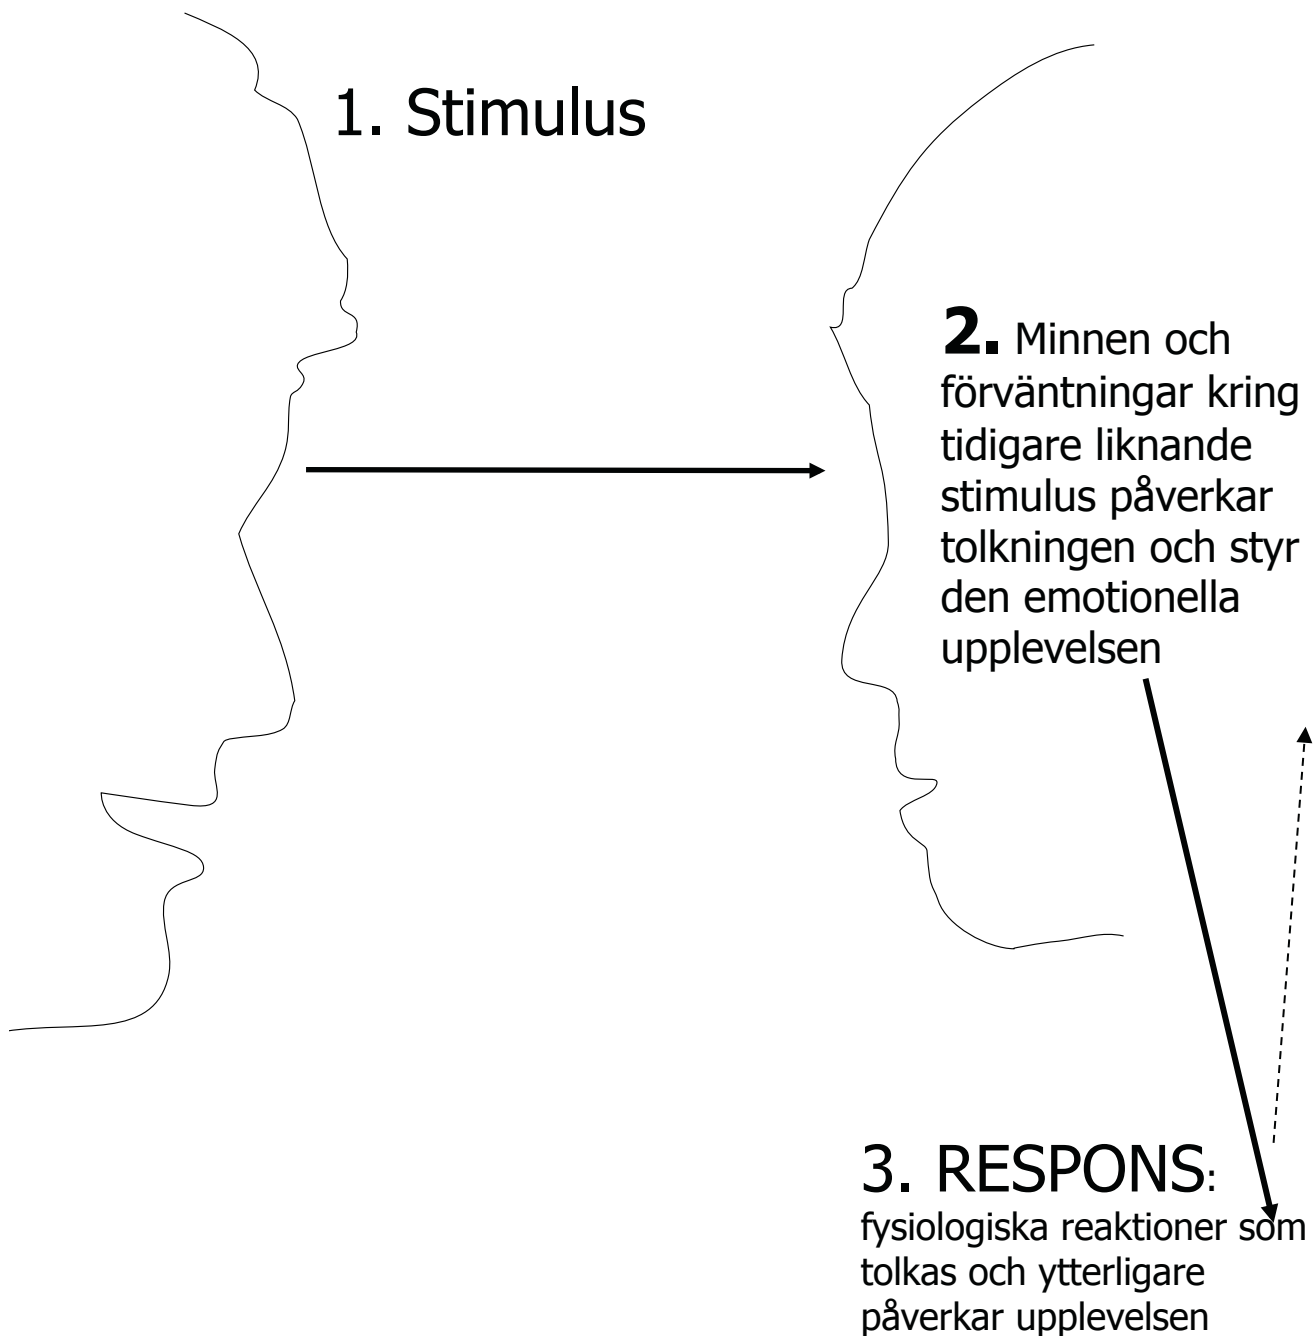 1. Stimulus
2. Minnen och
förväntningar kring
tidigare liknande
stimulus påverkar
tolkningen och styr
den emotionella
upplevelsen
3. RESPONS:
fysiologiska reaktioner som
tolkas och ytterligare
påverkar upplevelsen